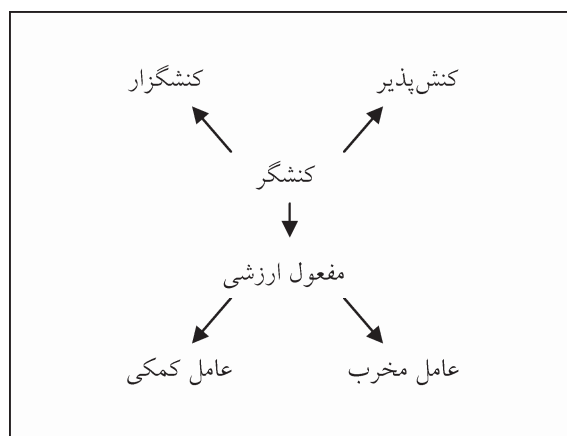 کنش‌پذیر کنشگزار
کنشگر
مفعول ارزشی
عامل مخرب عامل کمکی